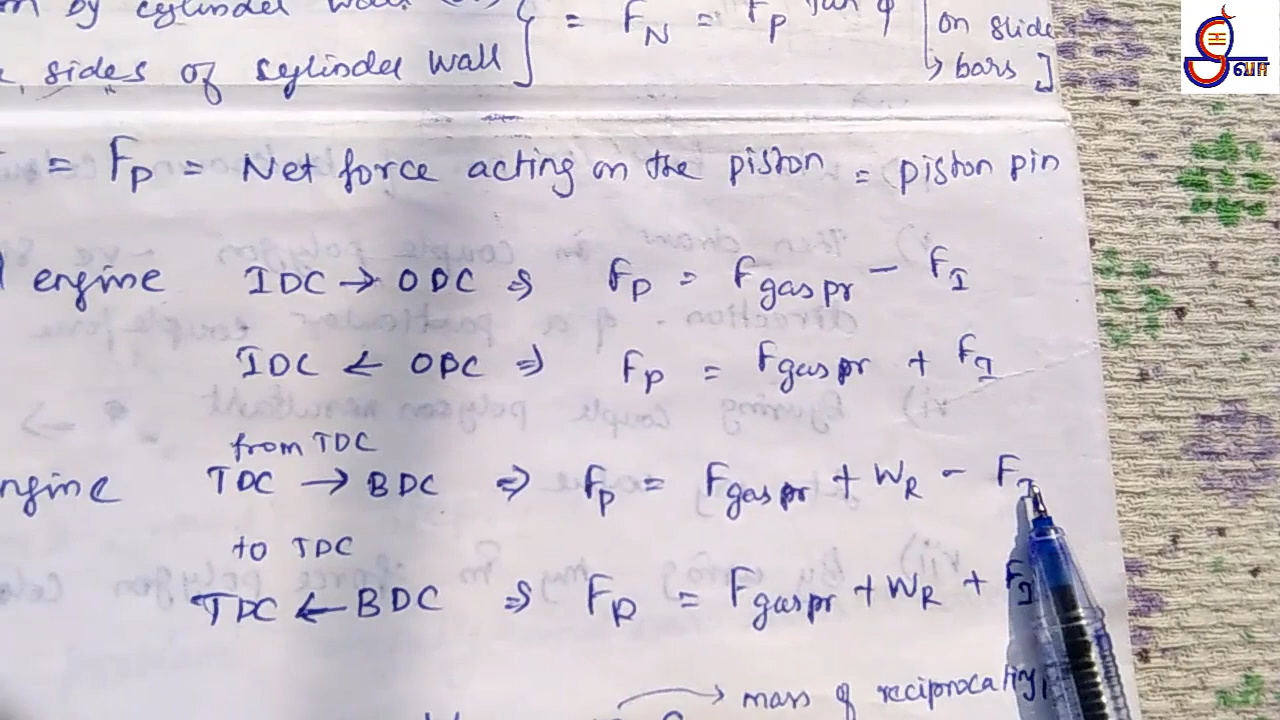 by cylinder
= F_N = F_p tan φ [on slide
sides of cylinder wall } → bars]
= F_p = Net force acting on the piston = piston pin
engine IDC → ODC ⇒ F_p = F_gas pr - F_I
IDC ← ODC ⇒ F_p = F_gas pr + F_I
from TDC
TDC → BDC ⇒ F_p = F_gas pr + W_R - F_I
to TDC
TDC ← BDC ⇒ F_p = F_gas pr + W_R + F_I
→ mass of reciprocating
வா